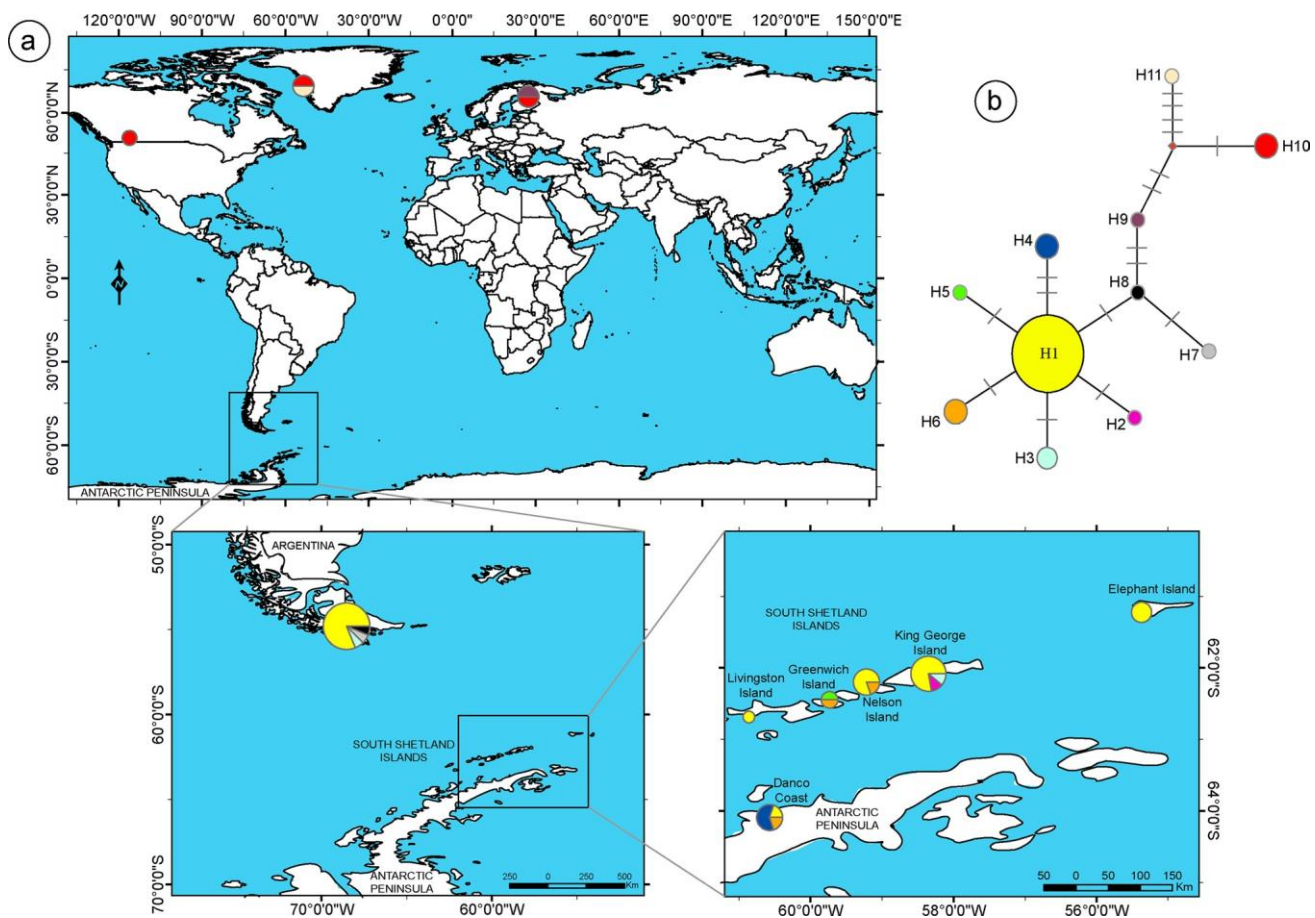 a
120°0'0"W
90°0'0"W
60°0'0"W
30°0'0"W
0°0'0"
30°0'0"E
60°0'0"E
90°0'0"E
120°0'0"E
150°0'0"E
60°0'0"N
30°0'0"N
0°0'0"
30°0'0"S
60°0'0"S
N
ANTARCTIC PENINSULA
b
H11
H10
H9
H4
H8
H5
H1
H7
H6
H2
H3
50°0'0"S
60°0'0"S
70°0'0"S
ARGENTINA
SOUTH SHETLAND
ISLANDS
ANTARCTIC
PENINSULA
250 0 250 500
Km
70°0'0"W
60°0'0"W
Elephant Island
SOUTH SHETLAND
ISLANDS
King George
Island
Greenwich
Island
Livingston
Island
Nelson
Island
Danco
Coast
ANTARCTIC
PENINSULA
62°0'0"S
64°0'0"S
50 0 50 100 150
Km
60°0'0"W
58°0'0"W
56°0'0"W